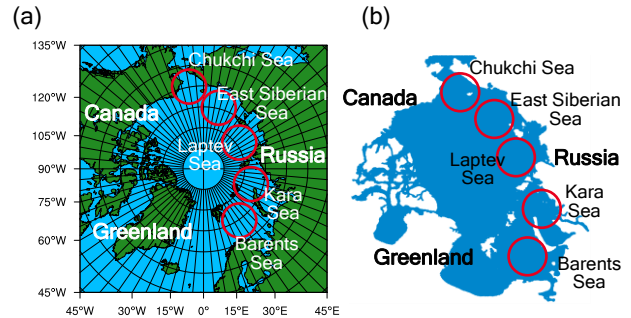 (a)
135°W
120°W
105°W
90°W
75°W
60°W
45°W
45°W
30°W
15°W
0°
15°E
30°E
45°E
Chukchi Sea
East Siberian
Sea
Canada
Laptev
Sea
Russia
Kara
Sea
Greenland
Barents
Sea
(b)
Chukchi Sea
Canada
East Siberian
Sea
Laptev
Sea
Russia
Kara
Sea
Greenland
Barents
Sea